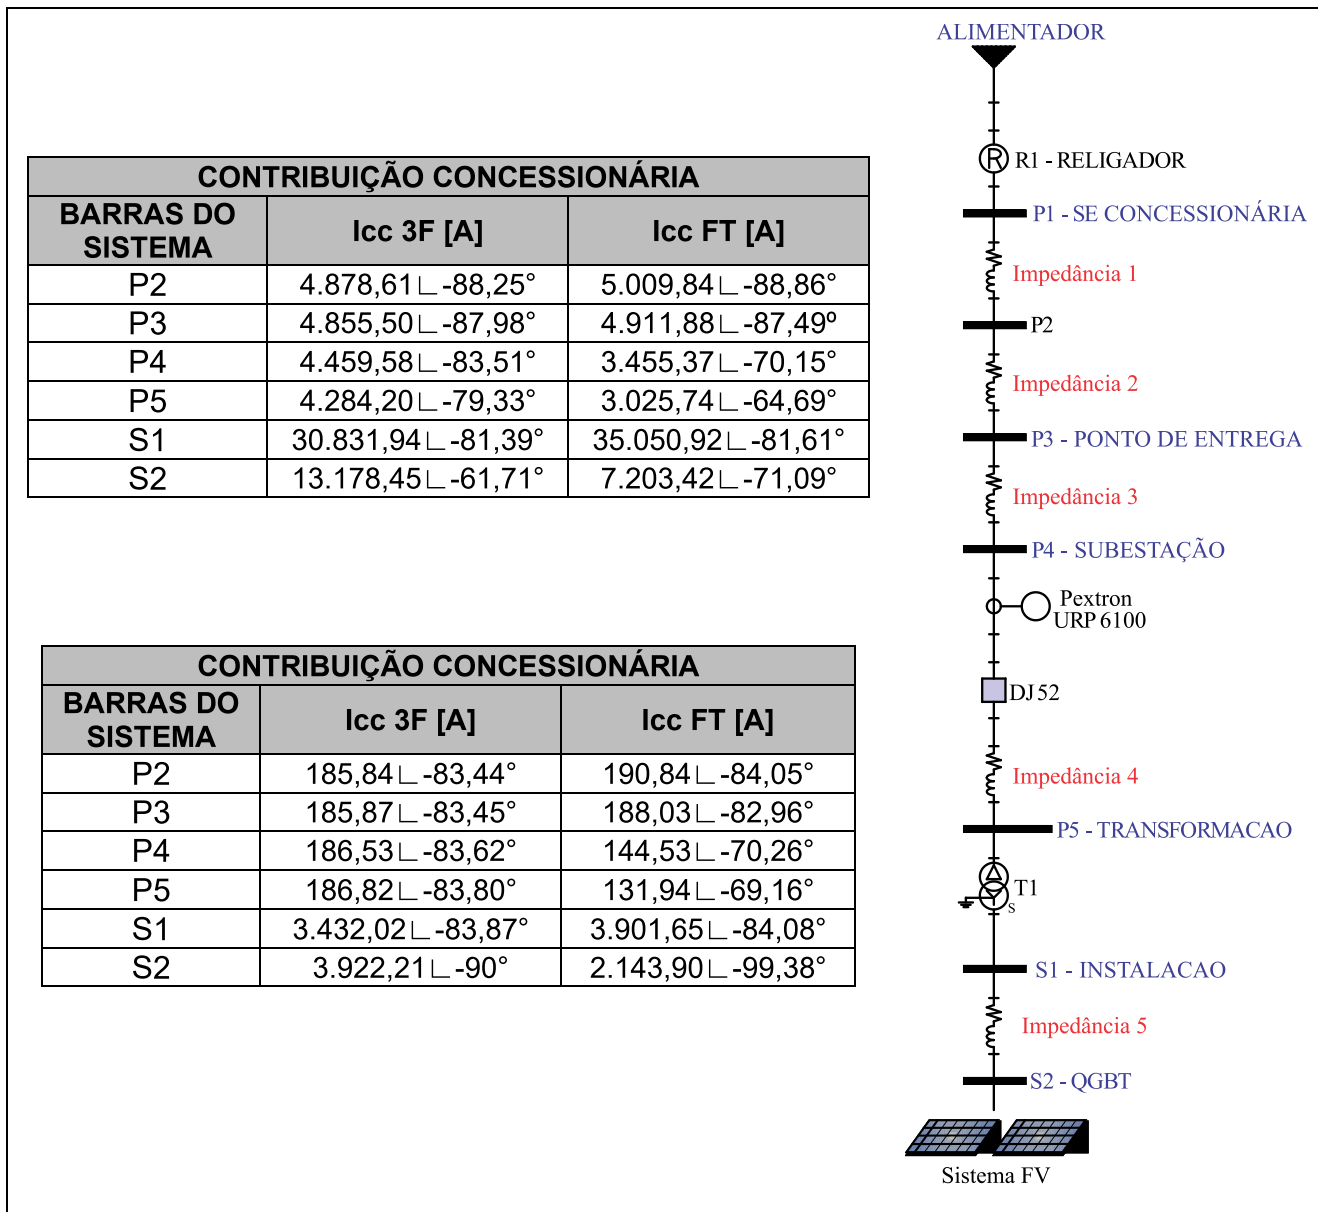 CONTRIBUIÇÃO CONCESSIONÁRIA
BARRAS DO SISTEMA Icc 3F [A] Icc FT [A]
P2 4.878,61∟-88,25° 5.009,84∟-88,86°
P3 4.855,50∟-87,98° 4.911,88∟-87,49º
P4 4.459,58∟-83,51° 3.455,37∟-70,15°
P5 4.284,20∟-79,33° 3.025,74∟-64,69°
S1 30.831,94∟-81,39° 35.050,92∟-81,61°
S2 13.178,45∟-61,71° 7.203,42∟-71,09°
CONTRIBUIÇÃO CONCESSIONÁRIA
BARRAS DO SISTEMA Icc 3F [A] Icc FT [A]
P2 185,84∟-83,44° 190,84∟-84,05°
P3 185,87∟-83,45° 188,03∟-82,96°
P4 186,53∟-83,62° 144,53∟-70,26°
P5 186,82∟-83,80° 131,94∟-69,16°
S1 3.432,02∟-83,87° 3.901,65∟-84,08°
S2 3.922,21∟-90° 2.143,90∟-99,38°
ALIMENTADOR
R R1 - RELIGADOR
P1 - SE CONCESSIONÁRIA
Impedância 1
P2
Impedância 2
P3 - PONTO DE ENTREGA
Impedância 3
P4 - SUBESTAÇÃO
Pextron
URP 6100
DJ 52
Impedância 4
P5 - TRANSFORMACAO
T1
S
S1 - INSTALACAO
Impedância 5
S2 - QGBT
Sistema FV